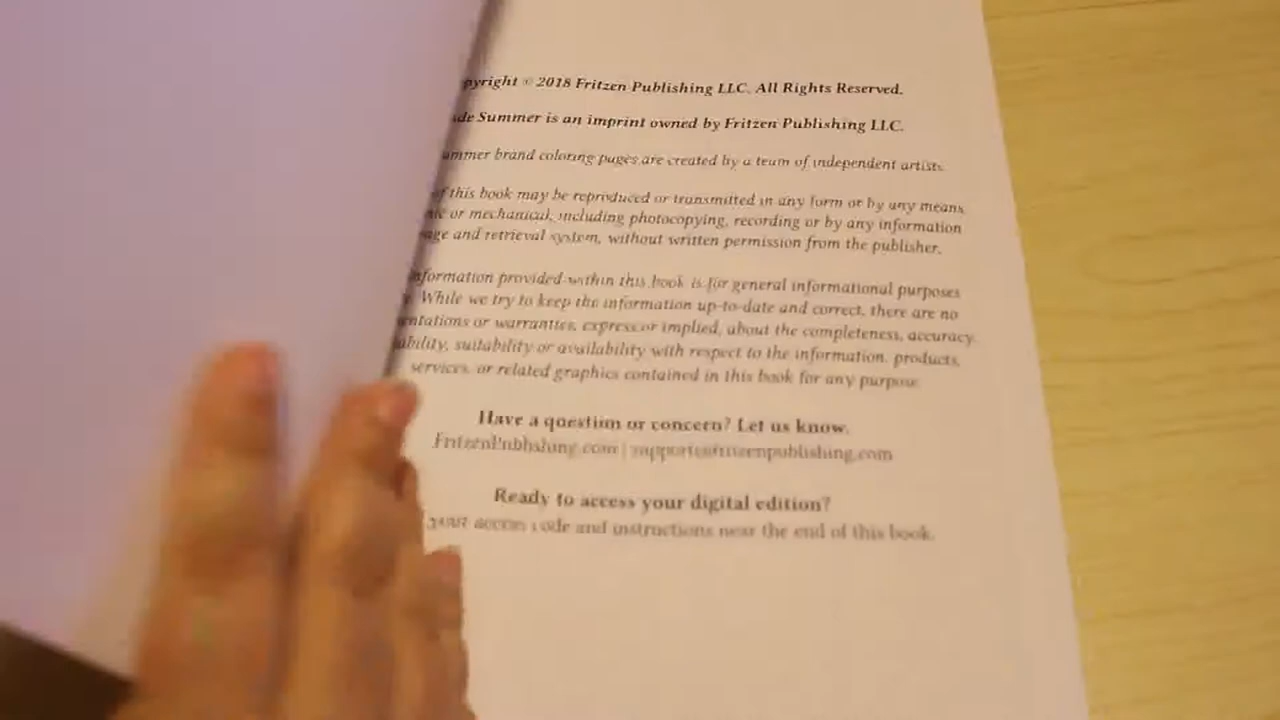 pyright © 2018 Fritzen Publishing LLC. All Rights Reserved.
de Summer is an imprint owned by Fritzen Publishing LLC.
ummer brand coloring pages are created by a team of independent artists.
of this book may be reproduced or transmitted in any form or by any means,
or mechanical, including photocopying, recording or by any information
age and retrieval system, without written permission from the publisher.
information provided within this book is for general informational purposes
y. While we try to keep the information up-to-date and correct, there are no
entations or warranties, express or implied, about the completeness, accuracy,
ability, suitability or availability with respect to the information, products,
services, or related graphics contained in this book for any purpose.
Have a question or concern? Let us know.
FritzenPublishing.com | support@fritzenpublishing.com
Ready to access your digital edition?
your access code and instructions near the end of this book.